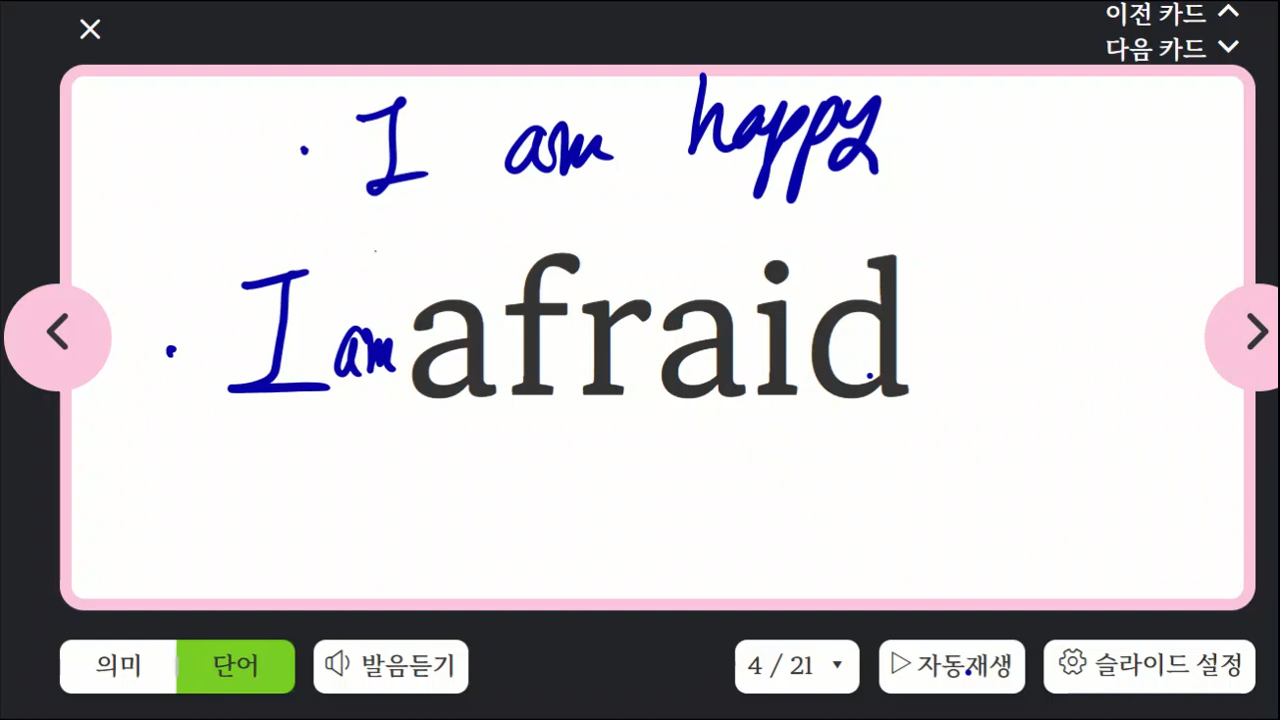 이전 카드
다음 카드
I am happy
I am afraid
의미 단어 발음듣기 4 / 21 자동재생 슬라이드 설정